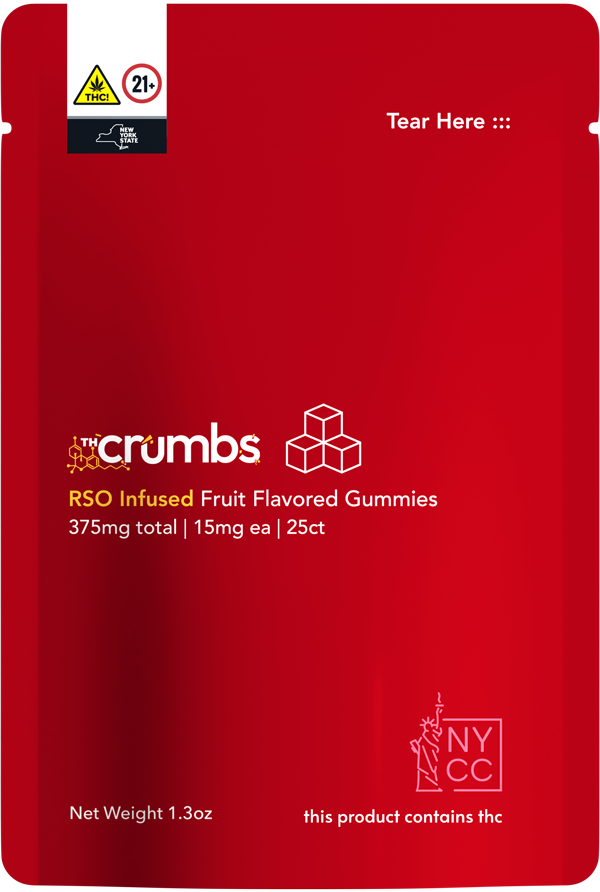 THC!
21+
NEW
YORK
STATE
Tear Here :::
THcrumbs
RSO Infused Fruit Flavored Gummies
375mg total | 15mg ea | 25ct
NY
CC
Net Weight 1.3oz
this product contains thc